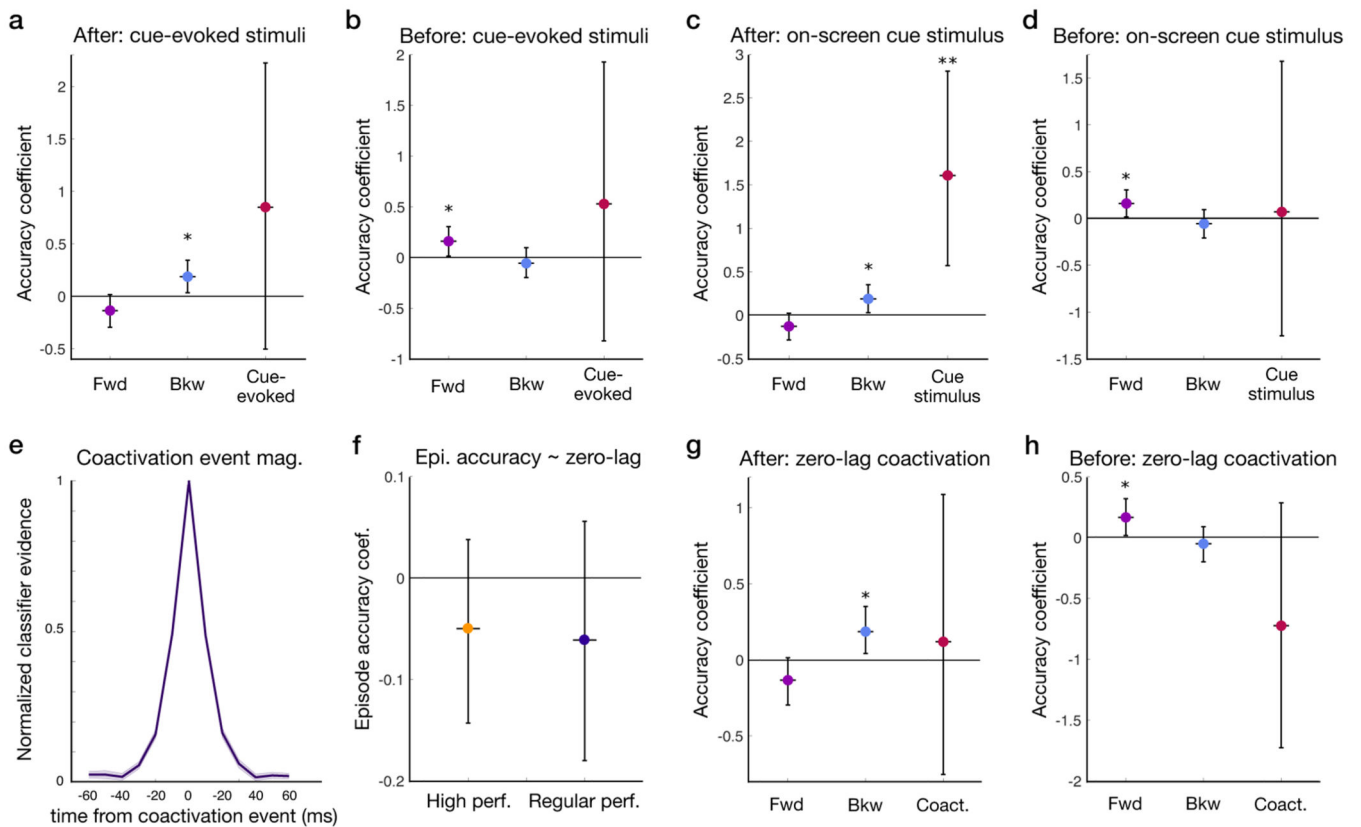 a
After: cue-evoked stimuli
Accuracy coefficient
2
1.5
1
0.5
0
-0.5
Fwd
Bkw
Cue-
evoked
b
Before: cue-evoked stimuli
Accuracy coefficient
2
1.5
1
0.5
0
-0.5
-1
*
*
Fwd
Bkw
Cue-
evoked
c
After: on-screen cue stimulus
Accuracy coefficient
3
2.5
2
1.5
1
0.5
0
-0.5
*
**
Fwd
Bkw
Cue
stimulus
d
Before: on-screen cue stimulus
Accuracy coefficient
1.5
1
0.5
0
-0.5
-1
-1.5
*
Fwd
Bkw
Cue
stimulus
e
Coactivation event mag.
Normalized classifier evidence
1
0.5
0
-60 -40 -20 0 20 40 60
time from coactivation event (ms)
f
Epi. accuracy ~ zero-lag
Episode accuracy coef.
0.1
0
-0.1
-0.2
High perf.
Regular perf.
g
After: zero-lag coactivation
Accuracy coefficient
1
0.5
0
-0.5
*
Fwd
Bkw
Coact.
h
Before: zero-lag coactivation
Accuracy coefficient
0.5
0
-0.5
-1
-1.5
-2
*
Fwd
Bkw
Coact.